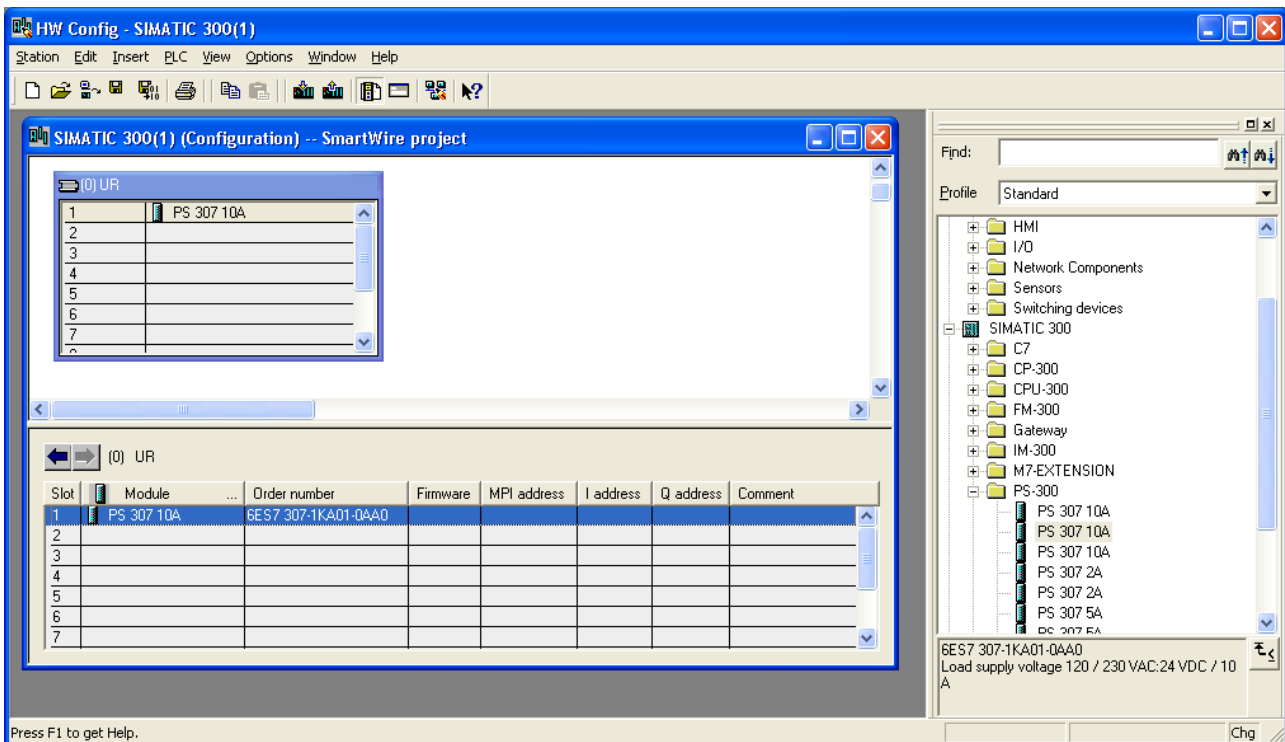 HW Config - SIMATIC 300(1)
Station Edit Insert PLC View Options Window Help
SIMATIC 300(1) (Configuration) -- SmartWire project
(0) UR
1 PS 307 10A
2
3
4
5
6
7
(0) UR
Slot Module ... Order number Firmware MPI address I address Q address Comment
1 PS 307 10A 6ES7 307-1KA01-0AA0
2
3
4
5
6
7
Find:
Profile Standard
HMI
I/O
Network Components
Sensors
Switching devices
SIMATIC 300
C7
CP-300
CPU-300
FM-300
Gateway
IM-300
M7-EXTENSION
PS-300
PS 307 10A
PS 307 10A
PS 307 10A
PS 307 2A
PS 307 2A
PS 307 5A
PS 307 5A
6ES7 307-1KA01-0AA0
Load supply voltage 120 / 230 VAC:24 VDC / 10
A
Press F1 to get Help.
Chg